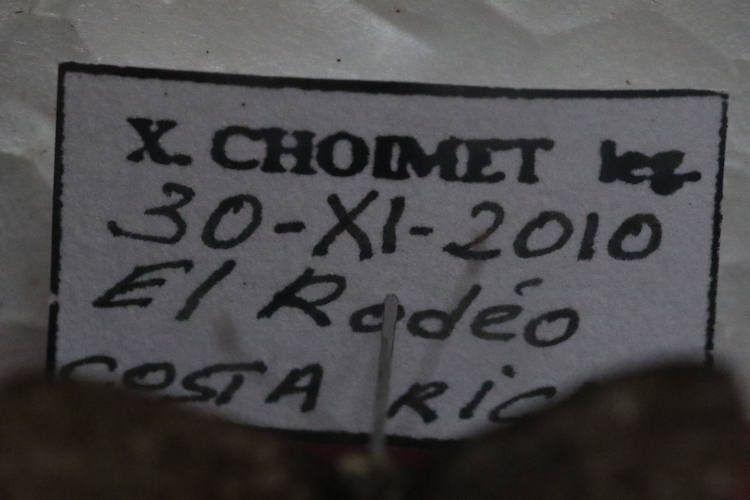 X. CHOIMET leg.
30-XI-2010
El Rodéo
COSTA RIC